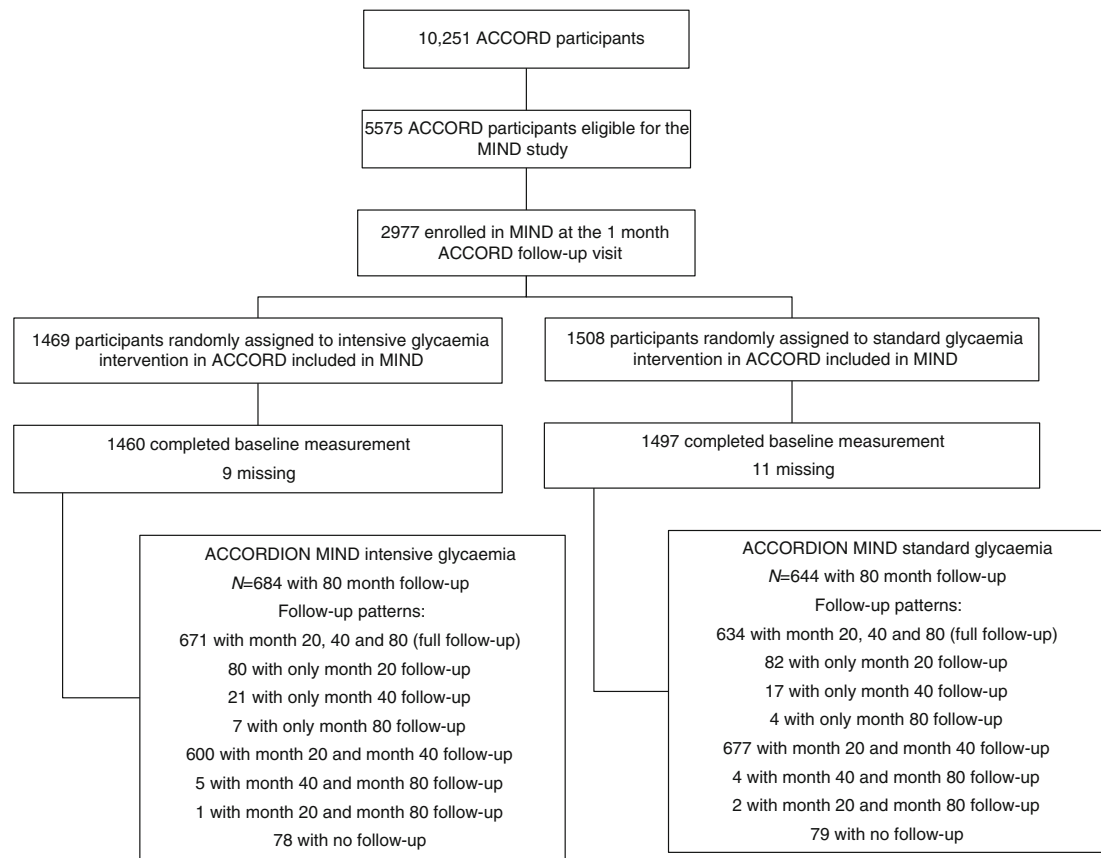 10,251 ACCORD participants
5575 ACCORD participants eligible for the
MIND study
2977 enrolled in MIND at the 1 month
ACCORD follow-up visit
1469 participants randomly assigned to intensive glycaemia
intervention in ACCORD included in MIND
1508 participants randomly assigned to standard glycaemia
intervention in ACCORD included in MIND
1460 completed baseline measurement
9 missing
1497 completed baseline measurement
11 missing
ACCORDION MIND intensive glycaemia
N=684 with 80 month follow-up
Follow-up patterns:
671 with month 20, 40 and 80 (full follow-up)
80 with only month 20 follow-up
21 with only month 40 follow-up
7 with only month 80 follow-up
600 with month 20 and month 40 follow-up
5 with month 40 and month 80 follow-up
1 with month 20 and month 80 follow-up
78 with no follow-up
ACCORDION MIND standard glycaemia
N=644 with 80 month follow-up
Follow-up patterns:
634 with month 20, 40 and 80 (full follow-up)
82 with only month 20 follow-up
17 with only month 40 follow-up
4 with only month 80 follow-up
677 with month 20 and month 40 follow-up
4 with month 40 and month 80 follow-up
2 with month 20 and month 80 follow-up
79 with no follow-up